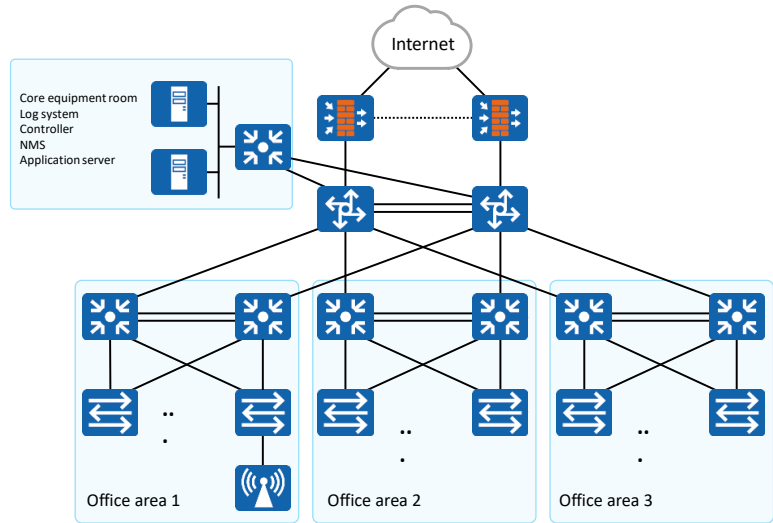 Internet
Core equipment room
Log system
Controller
NMS
Application server
..
.
..
.
..
.
Office area 1
Office area 2
Office area 3